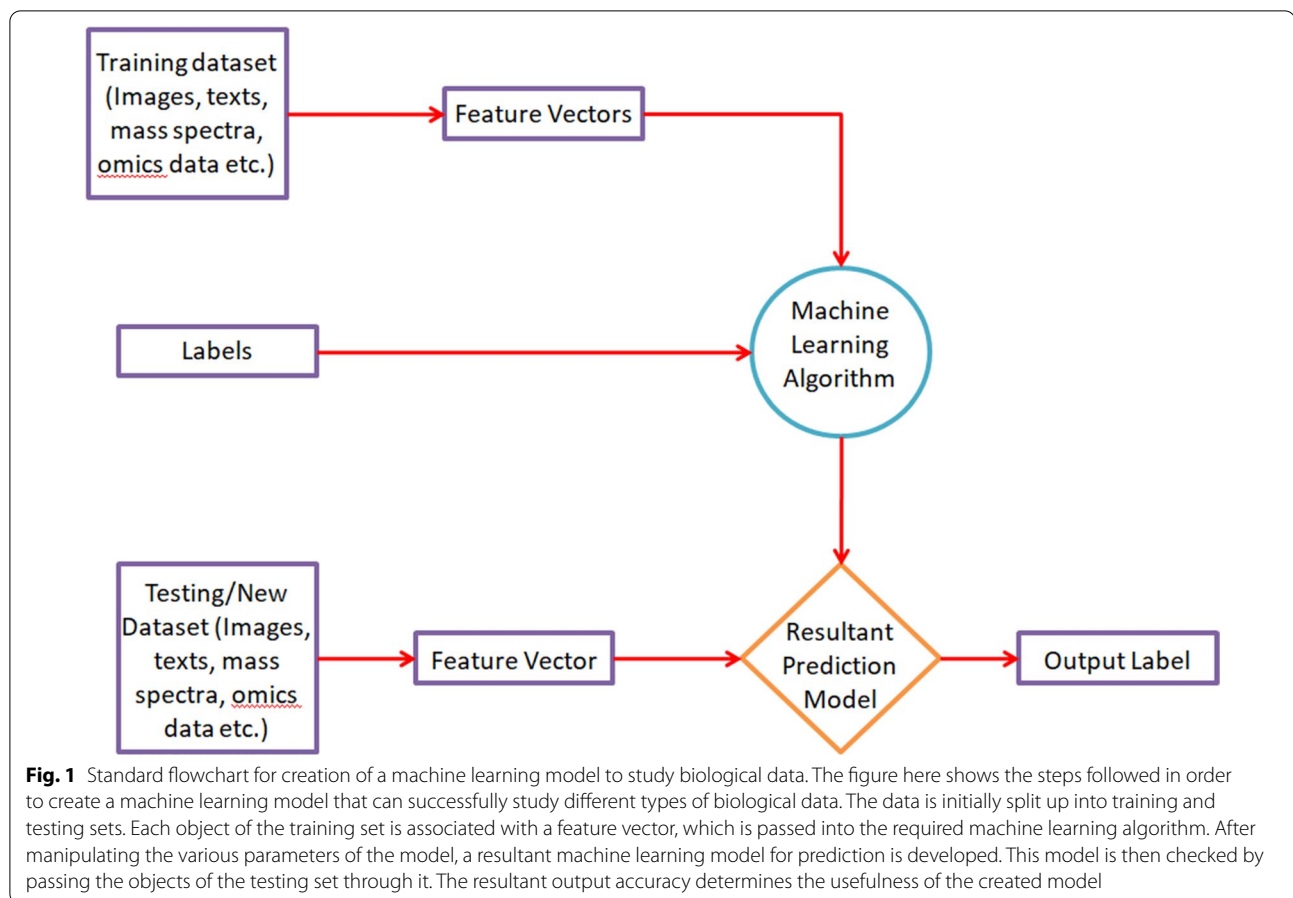 Training dataset
(Images, texts,
mass spectra,
omics data etc.)
Feature Vectors
Machine
Learning
Algorithm
Labels
Testing/New
Dataset (Images,
texts, mass
spectra, omics
data etc.)
Feature Vector
Resultant
Prediction
Model
Output Label
Fig. 1 Standard flowchart for creation of a machine learning model to study biological data. The figure here shows the steps followed in order
to create a machine learning model that can successfully study different types of biological data. The data is initially split up into training and
testing sets. Each object of the training set is associated with a feature vector, which is passed into the required machine learning algorithm. After
manipulating the various parameters of the model, a resultant machine learning model for prediction is developed. This model is then checked by
passing the objects of the testing set through it. The resultant output accuracy determines the usefulness of the created model